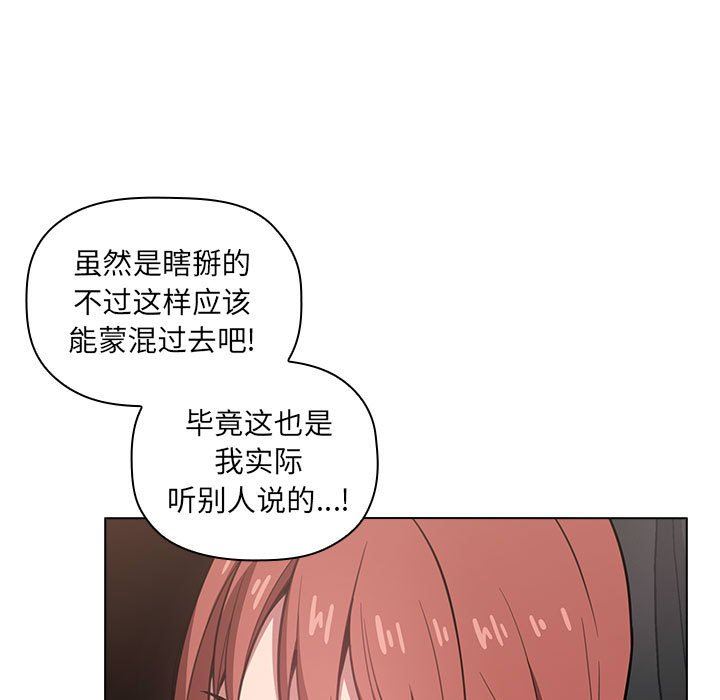 虽然是瞎掰的
不过这样应该
能蒙混过去吧!
毕竟这也是
我实际
听别人说的...!